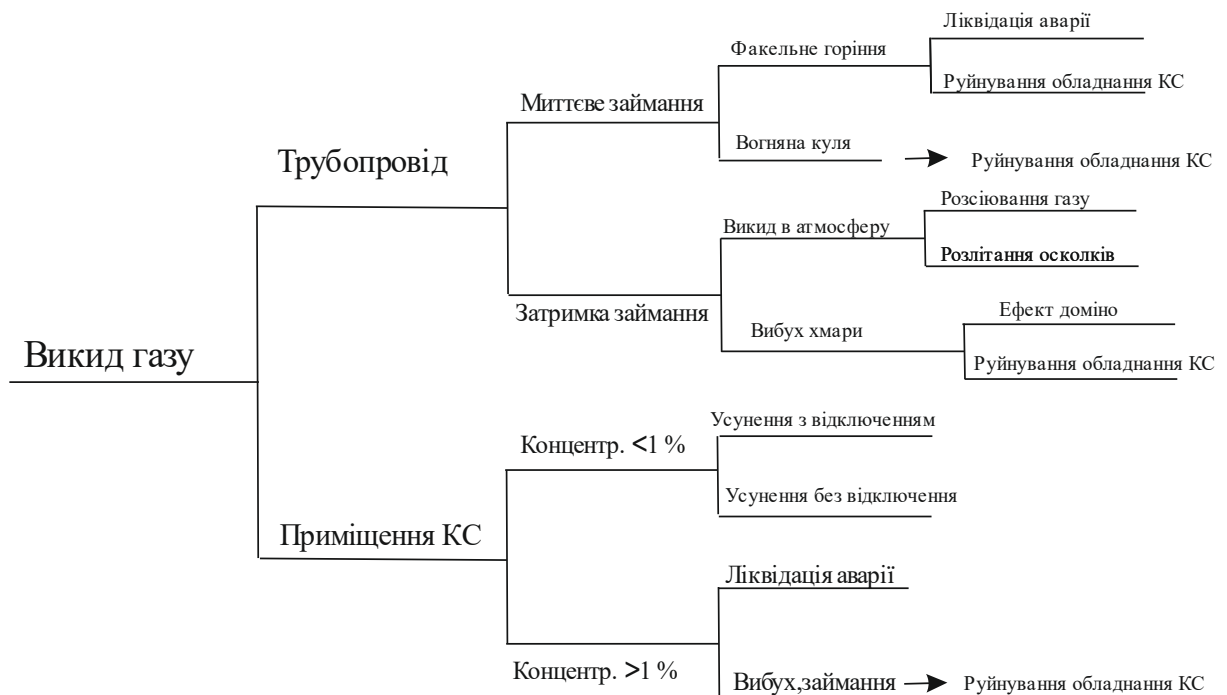 Ліквідація аварії
Факельне горіння
Руйнування обладнання КС
Миттєве займання
Вогняна куля
Руйнування обладнання КС
Трубопровід
Розсіювання газу
Викид в атмосферу
Розлітання осколків
Затримка займання
Ефект доміно
Вибух хмари
Руйнування обладнання КС
Викид газу
Усунення з відключенням
Концентр. <1 %
Усунення без відключення
Приміщення КС
Ліквідація аварії
Концентр. >1 %
Вибух,займання
Руйнування обладнання КС